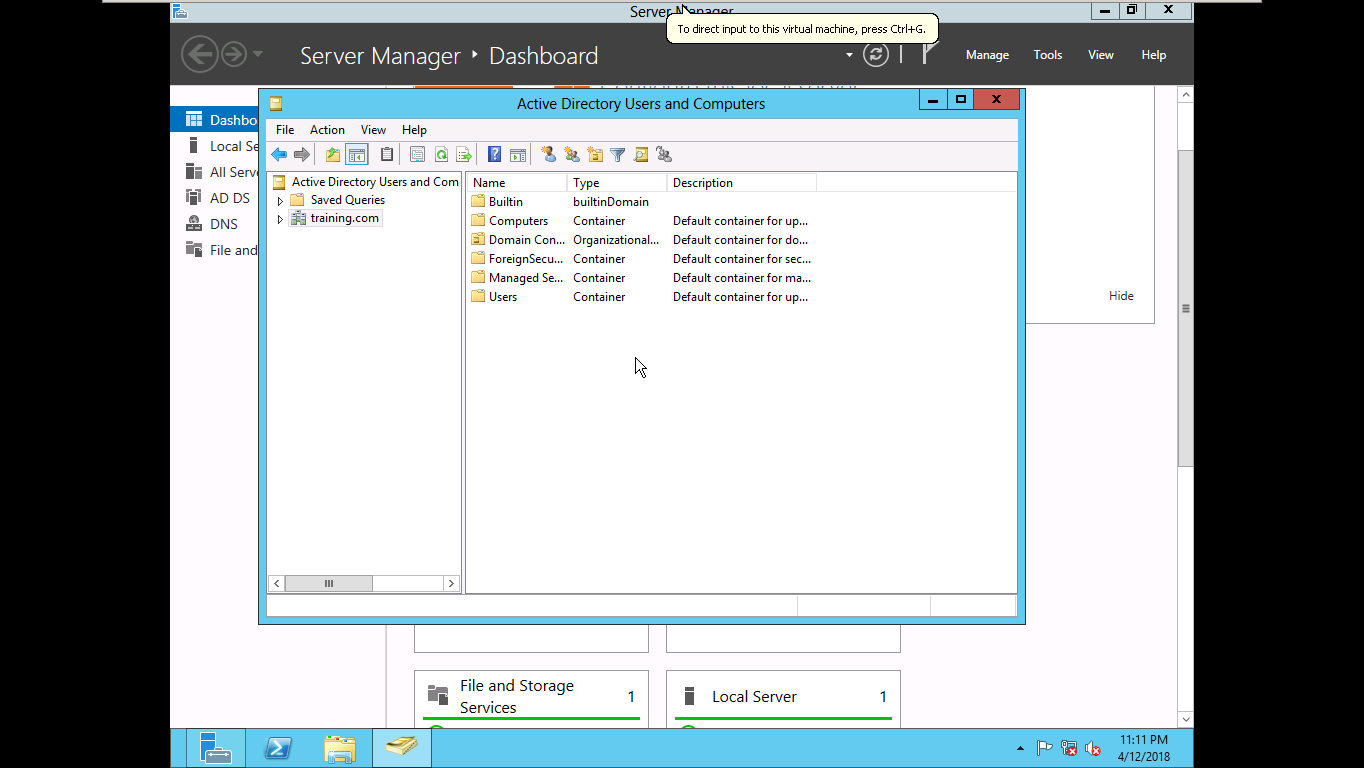 Server Manager
To direct input to this virtual machine, press Ctrl+G.
Server Manager ‣ Dashboard
Manage Tools View Help
Active Directory Users and Computers
File Action View Help
Dashbo
Local Se
All Serve
AD DS
DNS
File and
Active Directory Users and Com
Saved Queries
training.com
Name Type Description
Builtin builtinDomain
Computers Container Default container for up...
Domain Con... Organizational... Default container for do...
ForeignSecu... Container Default container for sec...
Managed Se... Container Default container for ma...
Users Container Default container for up...
Hide
File and Storage Services 1
Local Server 1
11:11 PM
4/12/2018